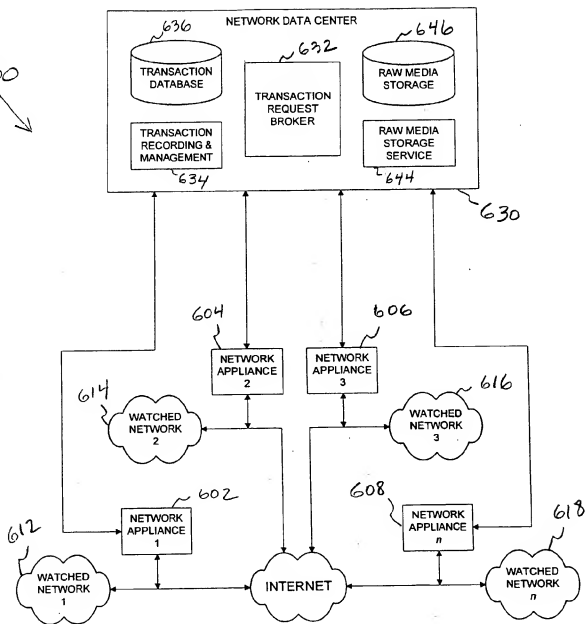 NETWORK DATA CENTER
636
632
646
TRANSACTION
DATABASE
TRANSACTION
REQUEST
BROKER
RAW MEDIA
STORAGE
TRANSACTION
RECORDING &
MANAGEMENT
RAW MEDIA
STORAGE
SERVICE
634
644
630
604
606
NETWORK
APPLIANCE
2
NETWORK
APPLIANCE
3
614
616
WATCHED
NETWORK
2
WATCHED
NETWORK
3
602
608
618
612
NETWORK
APPLIANCE
1
NETWORK
APPLIANCE
n
WATCHED
NETWORK
1
INTERNET
WATCHED
NETWORK
n